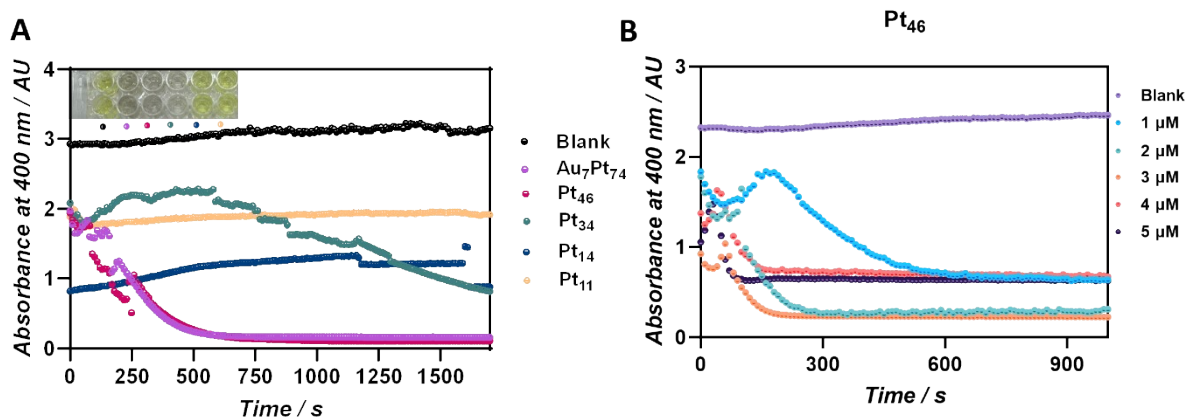 A
Absorbance at 400 nm / AU
4
3
2
1
0
0
250
500
750
1000
1250
1500
Time / s
Blank
Au₇Pt₇₄
Pt₄₆
Pt₃₄
Pt₁₄
Pt₁₁
B
Pt₄₆
Absorbance at 400 nm / AU
3
2
1
0
0
300
600
900
Time / s
Blank
1 µM
2 µM
3 µM
4 µM
5 µM